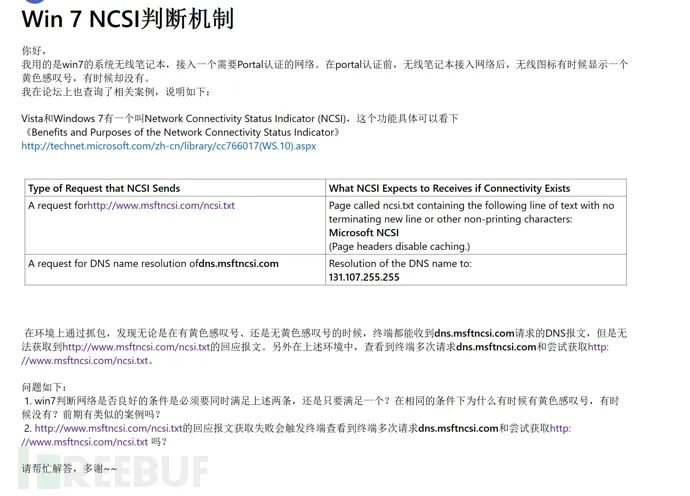 Win 7 NCSI判断机制
你好，
我用的是win7的系统无线笔记本，接入一个需要Portal认证的网络。在portal认证前，无线笔记本接入网络后，无线图标有时候显示一个
黄色感叹号，有时候却没有。
我在论坛上也查询了相关案例，说明如下：
Vista和Windows 7有一个叫Network Connectivity Status Indicator (NCSI)，这个功能具体可以看下
《Benefits and Purposes of the Network Connectivity Status Indicator》
http://technet.microsoft.com/zh-cn/library/cc766017(WS.10).aspx
Type of Request that NCSI Sends
What NCSI Expects to Receives if Connectivity Exists
A request forhttp://www.msftncsi.com/ncsi.txt
Page called ncsi.txt containing the following line of text with no
terminating new line or other non-printing characters:
Microsoft NCSI
(Page headers disable caching.)
A request for DNS name resolution ofdns.msftncsi.com
Resolution of the DNS name to:
131.107.255.255
在环境上通过抓包，发现无论是在有黄色感叹号、还是无黄色感叹号的时候，终端都能收到dns.msftncsi.com请求的DNS报文，但是无
法获取到http://www.msftncsi.com/ncsi.txt的回应报文。另外在上述环境中，查看到终端多次请求dns.msftncsi.com和尝试获取http:
//www.msftncsi.com/ncsi.txt。
问题如下：
1. win7判断网络是否良好的条件是必须要同时满足上述两条，还是只要满足一个？在相同的条件下为什么有时候有黄色感叹号，有时
候没有？前期有类似的案例吗？
2. http://www.msftncsi.com/ncsi.txt的回应报文获取失败会触发终端查看到终端多次请求dns.msftncsi.com和尝试获取http:
//www.msftncsi.com/ncsi.txt 吗？
请帮忙解答，多谢~~
FREEBUF